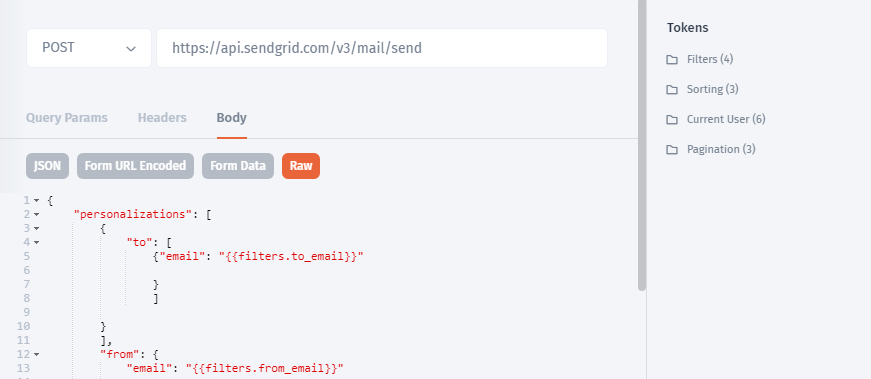 POST
https://api.sendgrid.com/v3/mail/send
Query Params Headers Body
JSON Form URL Encoded Form Data Raw
1 {
2 "personalizations": [
3 {
4 "to": [
5 {"email": "{{filters.to_email}}"
6
7 }
8 ]
9
10 }
11 ],
12 "from": {
13 "email": "{{filters.from_email}}"
Tokens
Filters (4)
Sorting (3)
Current User (6)
Pagination (3)